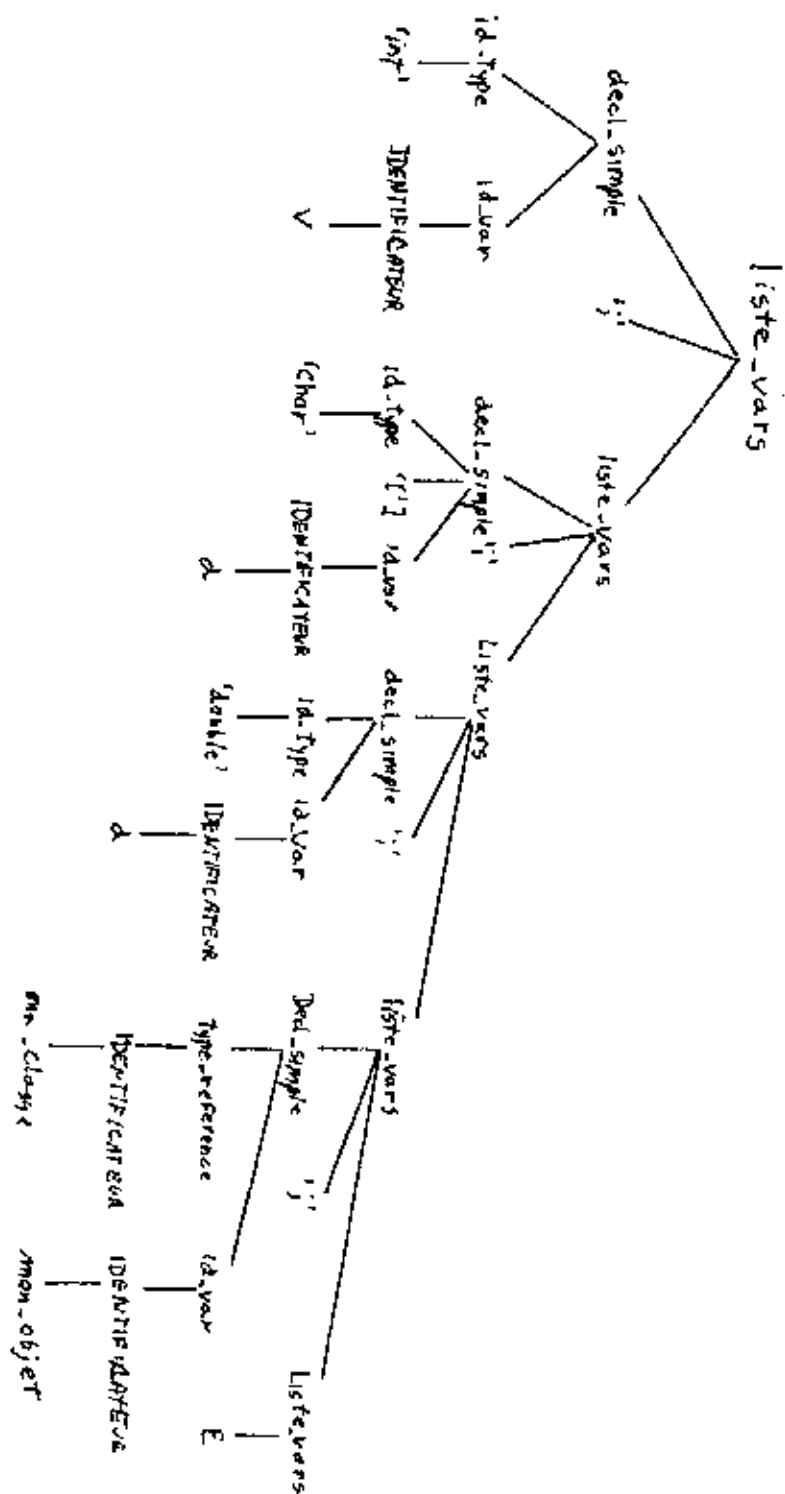 liste_vars
decl_simple ';' liste_vars
id_Type id_var decl_simple ';' Liste_vars
'int' IDENTIFICATEUR id_type '[' ] id_var decl_simple ';' liste_vars
V 'Char' IDENTIFICATEUR id_Type id_Var Decl_simple ';' Liste_vars
d 'double' IDENTIFICATEUR Type_reference id_var E
d IDENTIFICATEUR IDENTIFICATEUR
ma_Classe mon_objet